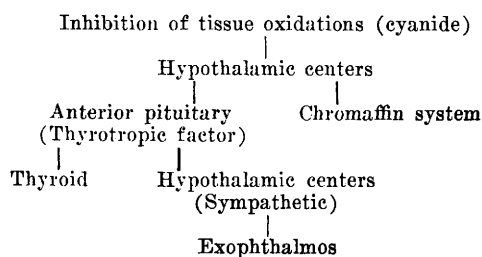 Inhibition of tissue oxidations (cyanide)
Hypothalamic centers
Anterior pituitary Chromaffin system
(Thyrotropic factor)
Thyroid Hypothalamic centers
(Sympathetic)
Exophthalmos